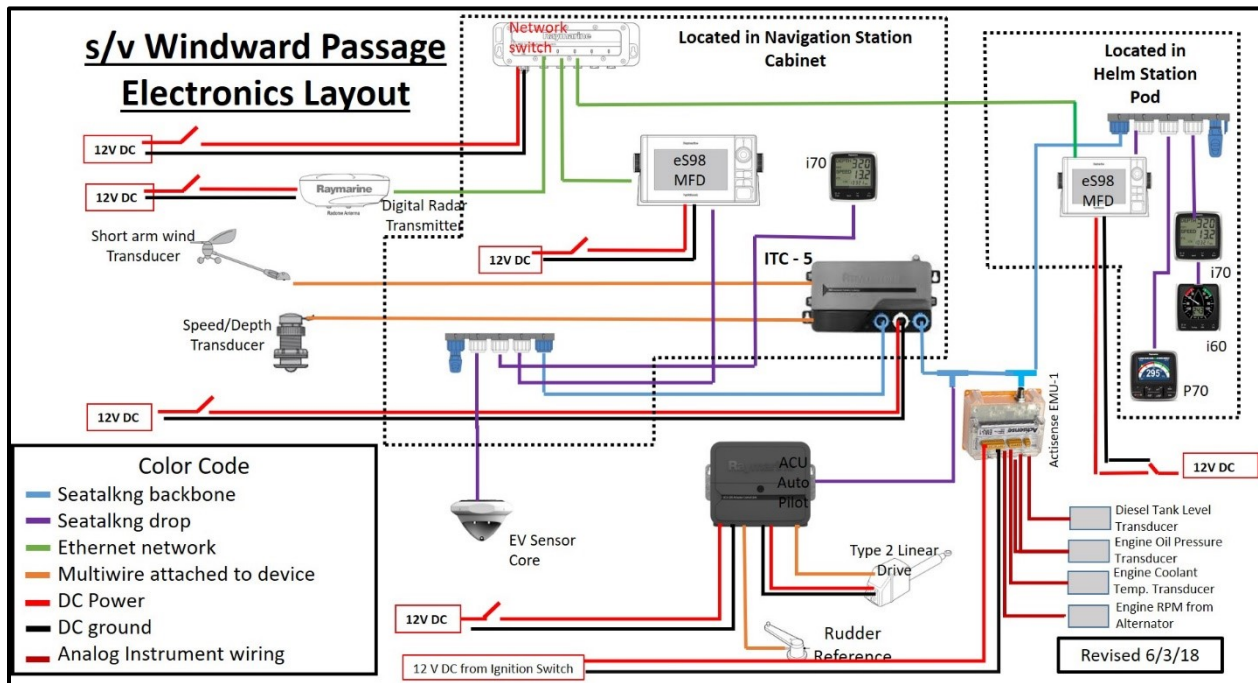 s/v Windward Passage
Electronics Layout
Network
switch
Raymarine
Located in Navigation Station
Cabinet
Located in
Helm Station
Pod
12V DC
12V DC
Raymarine
Digital Radar
Transmitter
eS98
MFD
i70
eS98
MFD
Short arm wind
Transducer
12V DC
ITC - 5
i70
i60
Speed/Depth
Transducer
295°
P70
12V DC
Actisense EMU-1
Actisense
12V DC
Color Code
Seatalkng backbone
Seatalkng drop
Ethernet network
Multiwire attached to device
DC Power
DC ground
Analog Instrument wiring
EV Sensor
Core
ACU
Auto
Pilot
Type 2 Linear
Drive
Diesel Tank Level
Transducer
Engine Oil Pressure
Transducer
Engine Coolant
Temp. Transducer
Engine RPM from
Alternator
12V DC
Rudder
Reference
12 V DC from Ignition Switch
Revised 6/3/18